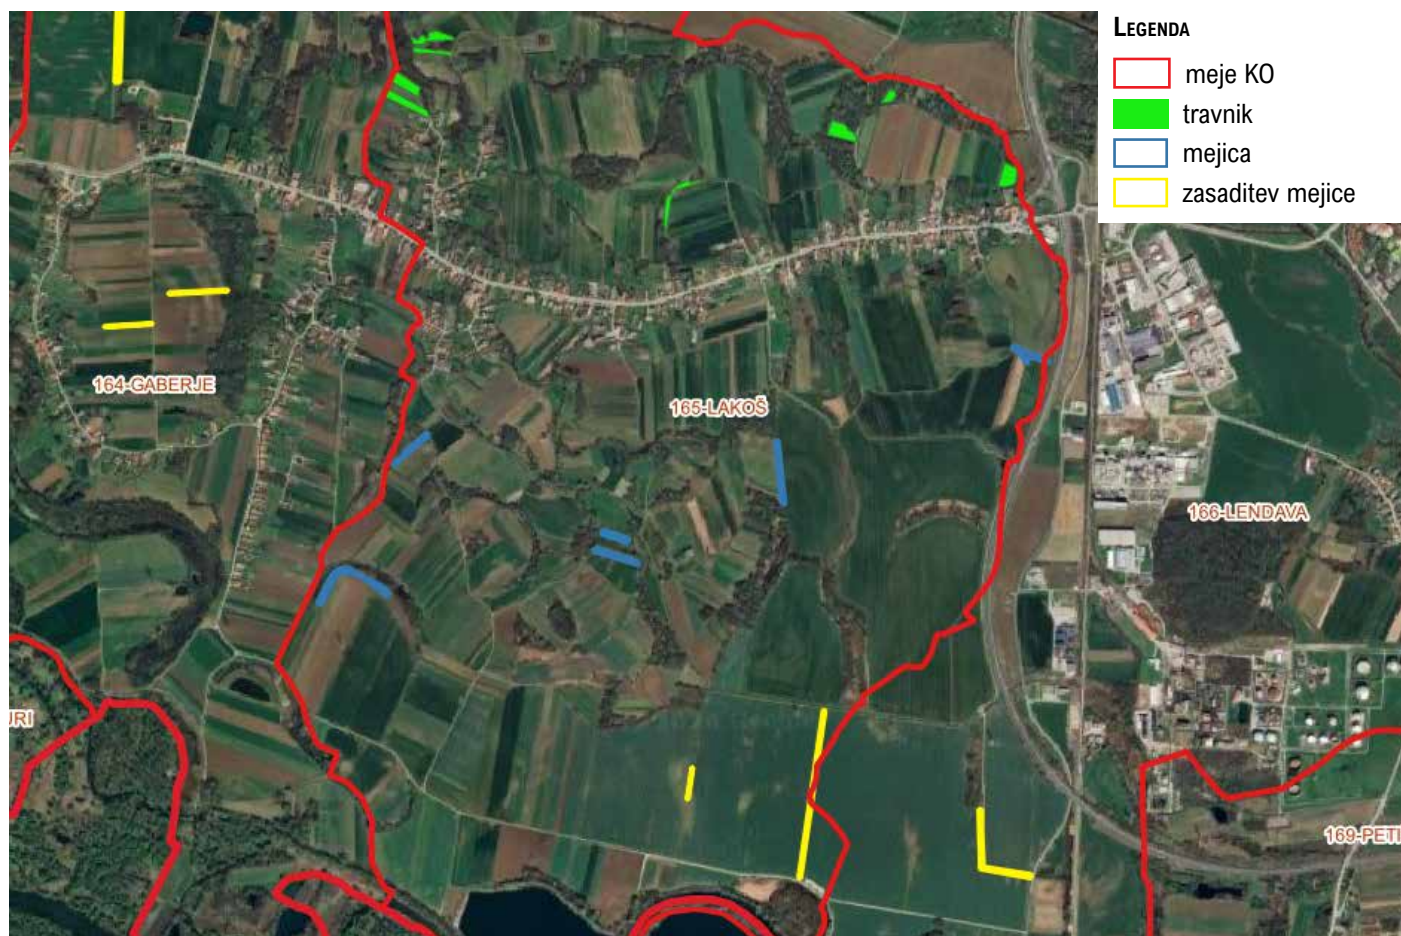 LEGENDA
meje KO
travnik
mejica
zasaditev mejice
164-GABERJE
165-LAKOŠ
166-LENDAVA
JRI
169-PETI